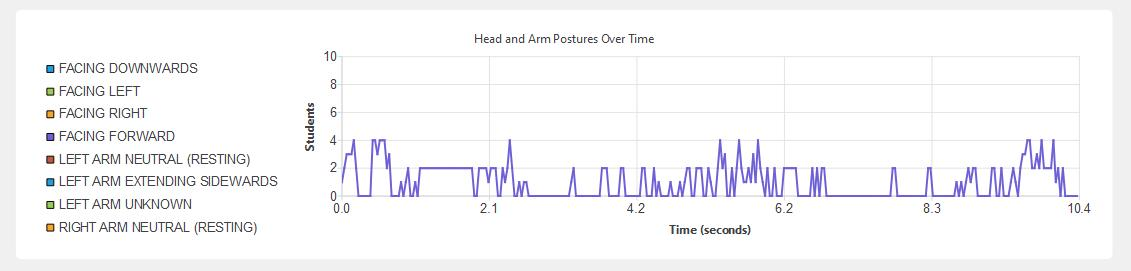 Head and Arm Postures Over Time
FACING DOWNWARDS
FACING LEFT
FACING RIGHT
FACING FORWARD
LEFT ARM NEUTRAL (RESTING)
LEFT ARM EXTENDING SIDEWARDS
LEFT ARM UNKNOWN
RIGHT ARM NEUTRAL (RESTING)
Students
10
8
6
4
2
0
0.0 2.1 4.2 6.2 8.3 10.4
Time (seconds)